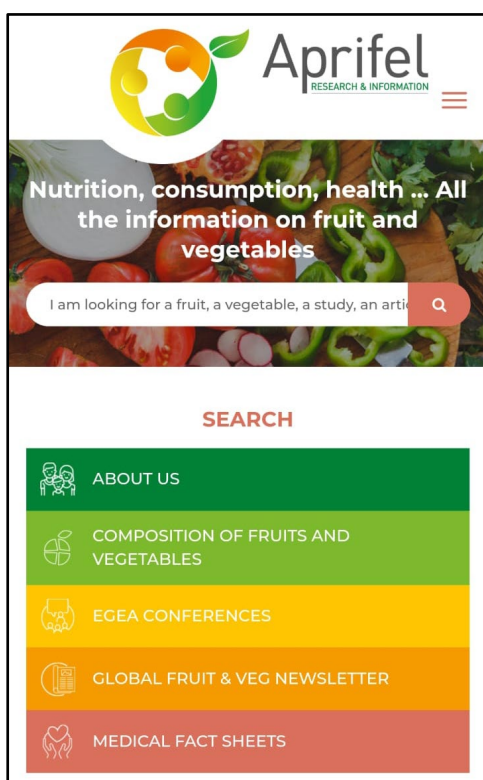 Aprifel
RESEARCH & INFORMATION
Nutrition, consumption, health ... All
the information on fruit and
vegetables
I am looking for a fruit, a vegetable, a study, an arti
SEARCH
ABOUT US
COMPOSITION OF FRUITS AND
VEGETABLES
EGEA CONFERENCES
GLOBAL FRUIT & VEG NEWSLETTER
MEDICAL FACT SHEETS